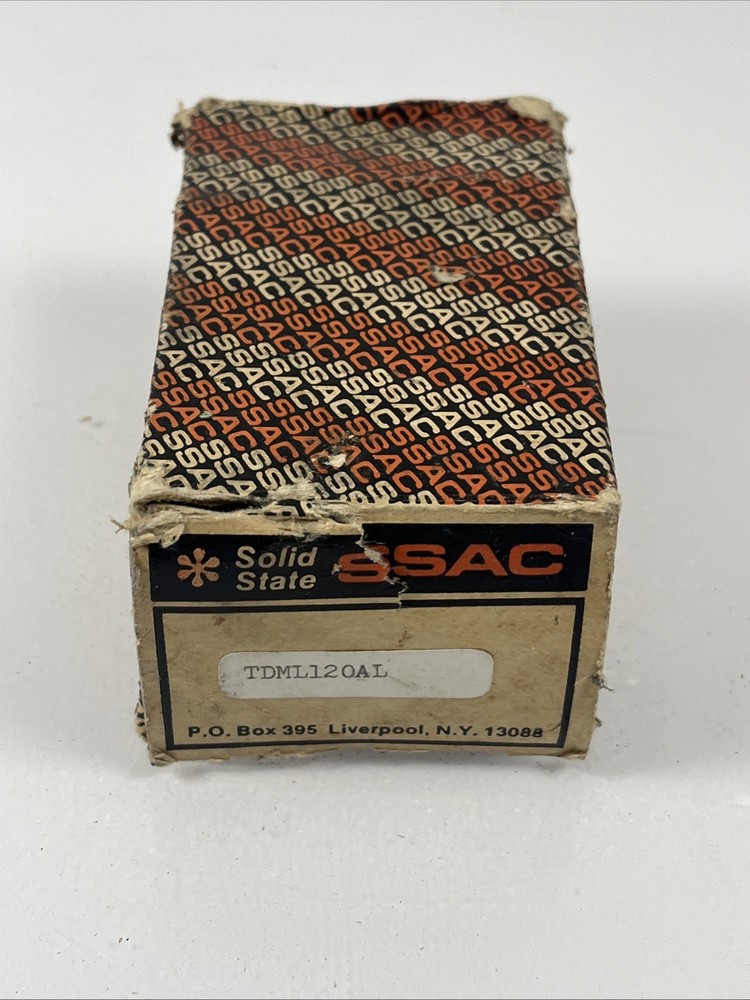 Solid
State
SSAC
TDML120AL
P.O. Box 395 Liverpool, N.Y. 13088